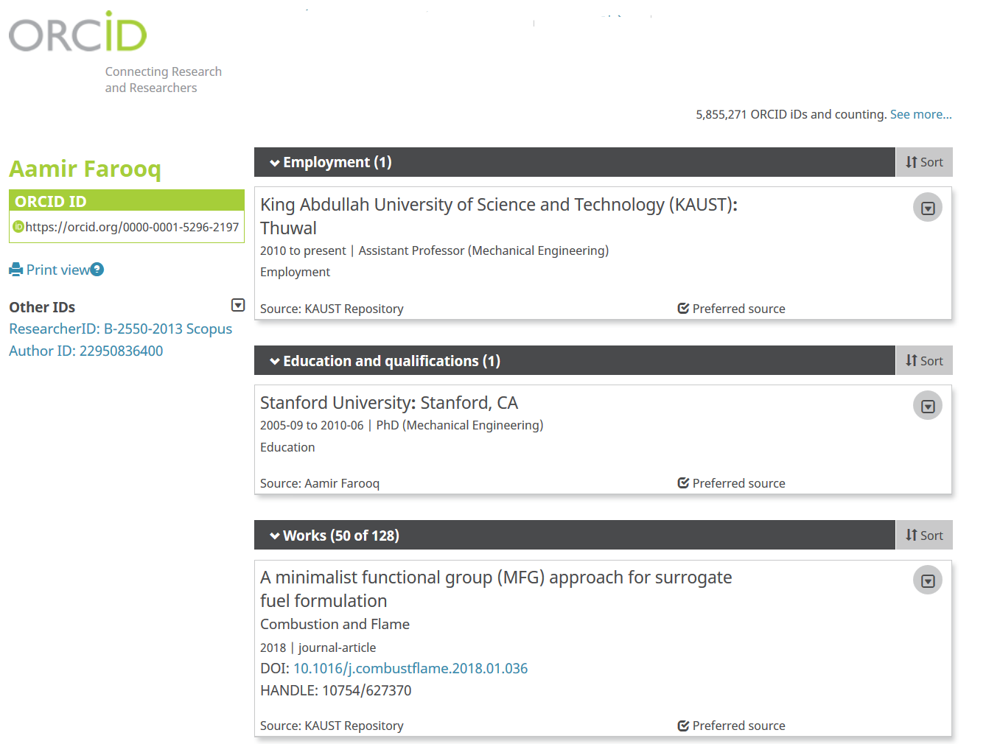 ORCID
Connecting Research
and Researchers
5,855,271 ORCID iDs and counting. See more...
Aamir Farooq
ORCID ID
iD https://orcid.org/0000-0001-5296-2197
Print view ?
Other IDs
ResearcherID: B-2550-2013 Scopus
Author ID: 22950836400
Employment (1)
Sort
King Abdullah University of Science and Technology (KAUST):
Thuwal
2010 to present | Assistant Professor (Mechanical Engineering)
Employment
Source: KAUST Repository
Preferred source
Education and qualifications (1)
Sort
Stanford University: Stanford, CA
2005-09 to 2010-06 | PhD (Mechanical Engineering)
Education
Source: Aamir Farooq
Preferred source
Works (50 of 128)
Sort
A minimalist functional group (MFG) approach for surrogate
fuel formulation
Combustion and Flame
2018 | journal-article
DOI: 10.1016/j.combustflame.2018.01.036
HANDLE: 10754/627370
Source: KAUST Repository
Preferred source